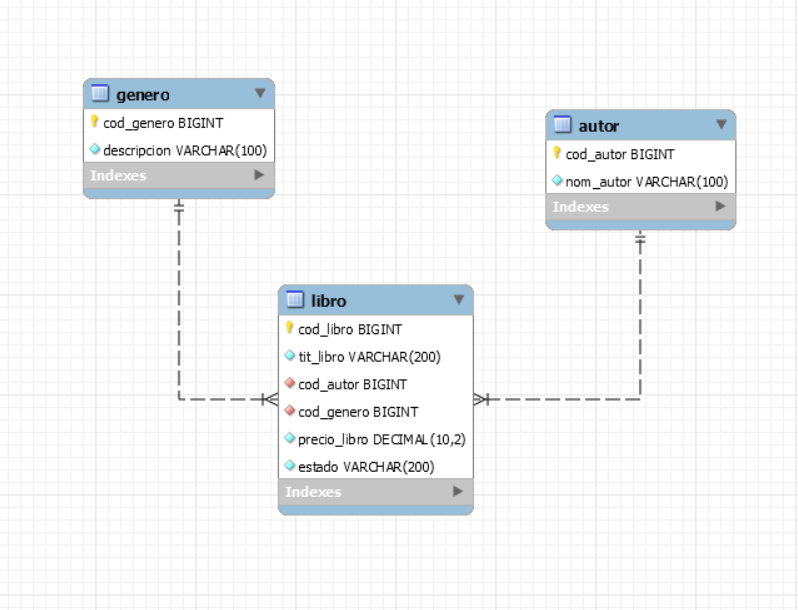 genero
cod_genero BIGINT
descripcion VARCHAR(100)
Indexes
autor
cod_autor BIGINT
nom_autor VARCHAR(100)
Indexes
libro
cod_libro BIGINT
tit_libro VARCHAR(200)
cod_autor BIGINT
cod_genero BIGINT
precio_libro DECIMAL(10,2)
estado VARCHAR(200)
Indexes